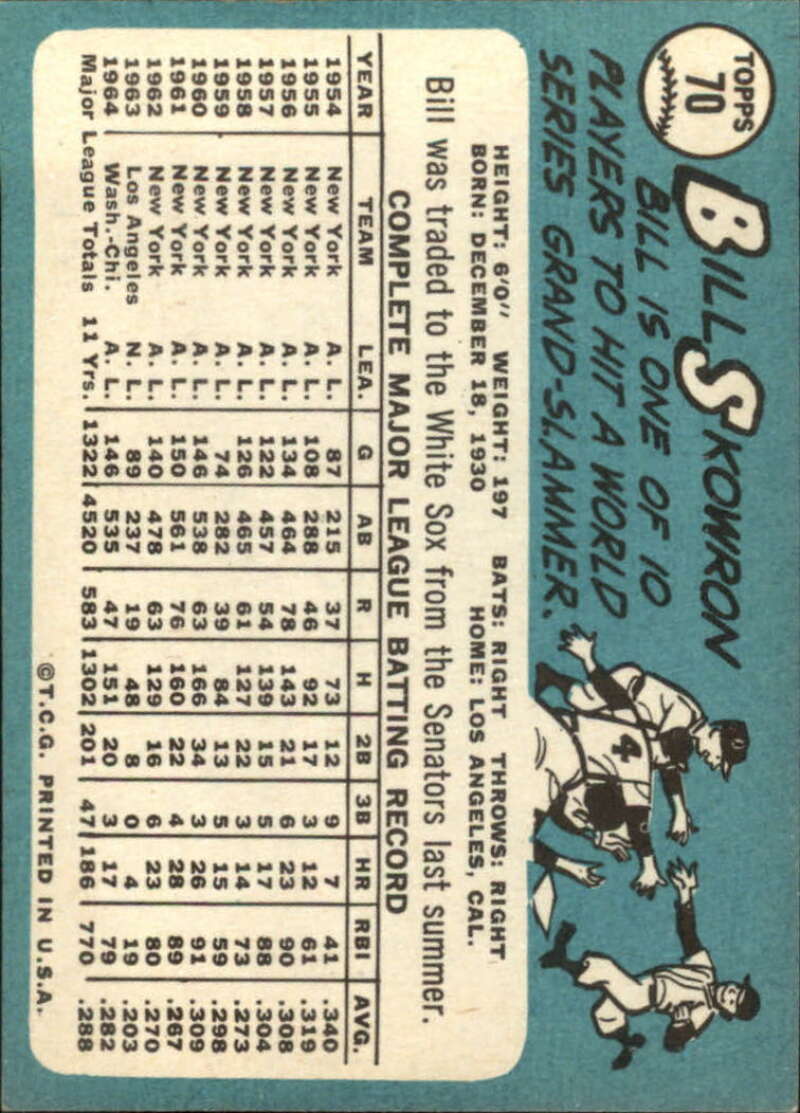 TOPPS
70
BILL SKOWRON
BILL IS ONE OF 10
PLAYERS TO HIT A WORLD
SERIES GRAND-SLAMMER.
4
HEIGHT: 6'0" WEIGHT: 197 BATS: RIGHT THROWS: RIGHT
BORN: DECEMBER 18, 1930 HOME: LOS ANGELES, CAL.
Bill was traded to the White Sox from the Senators last summer.
COMPLETE MAJOR LEAGUE BATTING RECORD
YEAR TEAM LEA. G AB R H 2B 3B HR RBI AVG.
1954 New York A. L. 87 215 37 73 12 9 7 41 .340
1955 New York A. L. 108 288 46 92 17 3 12 61 .319
1956 New York A. L. 134 464 78 143 21 6 23 90 .308
1957 New York A. L. 122 457 54 139 15 5 17 88 .304
1958 New York A. L. 126 465 61 127 22 3 14 73 .273
1959 New York A. L. 74 282 39 84 13 5 15 59 .298
1960 New York A. L. 146 538 63 166 34 3 26 91 .309
1961 New York A. L. 150 561 76 160 22 4 28 89 .267
1962 New York A. L. 140 478 63 129 16 6 23 80 .270
1963 Los Angeles N. L. 89 237 19 48 8 0 4 19 .203
1964 Wash.-Chi. A. L. 146 535 47 151 20 3 17 79 .282
Major League Totals 11 Yrs. 1322 4520 583 1302 201 47 186 770 .288
©T.C.G. PRINTED IN U.S.A.